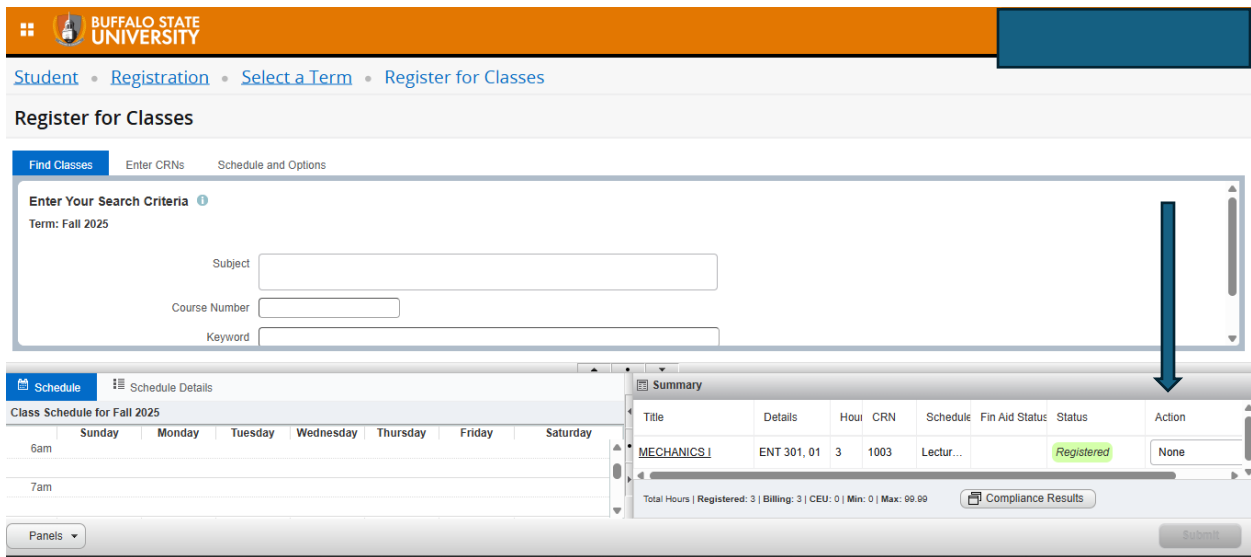 BUFFALO STATE
UNIVERSITY
Student • Registration • Select a Term • Register for Classes
Register for Classes
Find Classes Enter CRNs Schedule and Options
Enter Your Search Criteria
Term: Fall 2025
Subject
Course Number
Keyword
Schedule Schedule Details
Class Schedule for Fall 2025
Sunday Monday Tuesday Wednesday Thursday Friday Saturday
6am
7am
Summary
Title Details Hour CRN Schedule Fin Aid Status Status Action
MECHANICS I ENT 301, 01 3 1003 Lectur... Registered None
Total Hours | Registered: 3 | Billing: 3 | CEU: 0 | Min: 0 | Max: 99.99 Compliance Results
Panels Submit